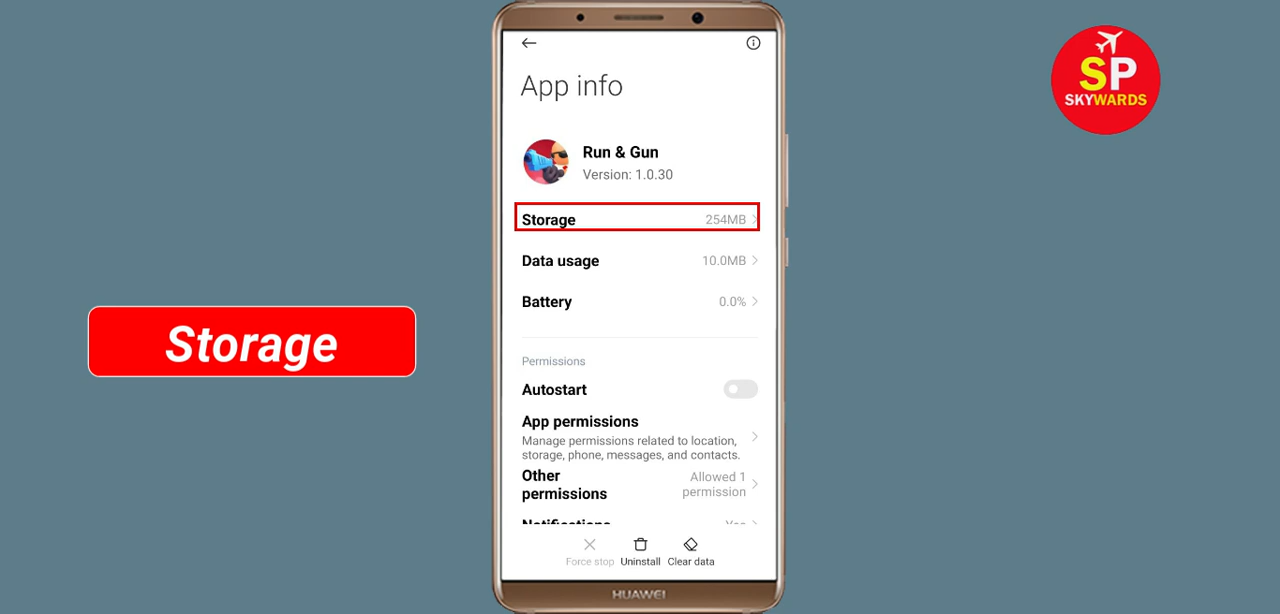 SP
SKYWARDS
App info
Run & Gun
Version: 1.0.30
Storage 254MB
Data usage 10.0MB
Battery 0.0%
Storage
Permissions
Autostart
App permissions
Manage permissions related to location,
storage, phone, messages, and contacts.
Other
permissions
Allowed 1
permission
Notifications Yes
Force stop Uninstall Clear data
HUAWEI